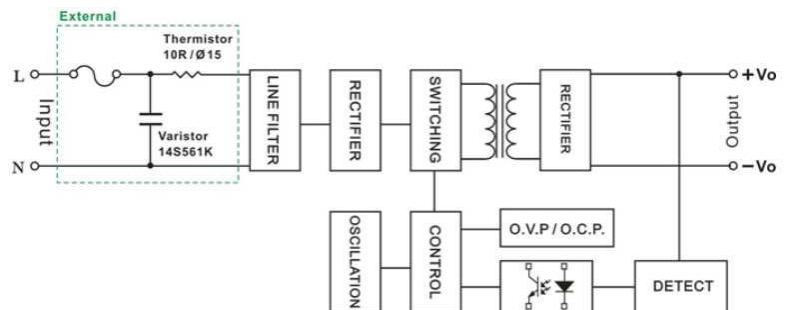 External
Thermistor
10R/Ø15
L
Input
Varistor
14S561K
N
LINE FILTER
RECTIFIER
SWITCHING
RECTIFIER
+Vo
Output
−Vo
OSCILLATION
CONTROL
O.V.P/O.C.P.
DETECT